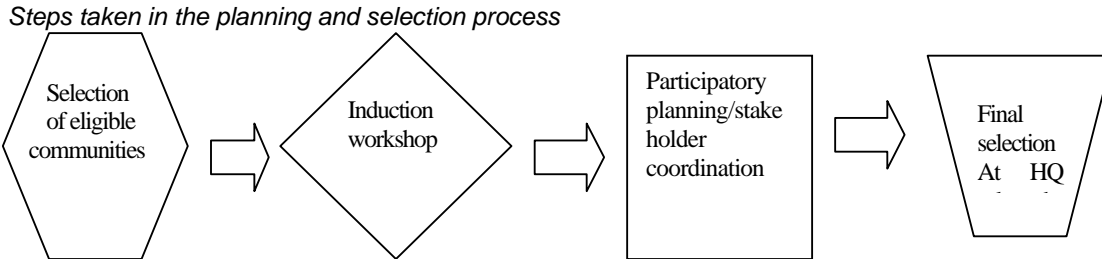 Steps taken in the planning and selection process
Selection
of eligible
communities
Induction
workshop
Participatory
planning/stake
holder
coordination
Final
selection
At HQ